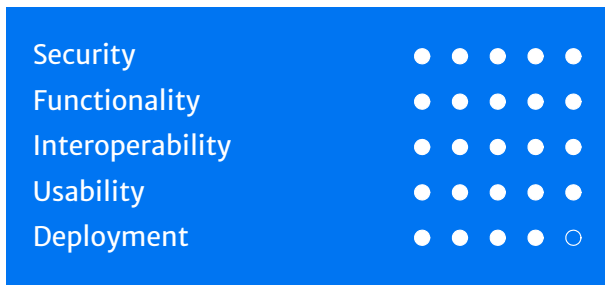 Security
Functionality
Interoperability
Usability
Deployment